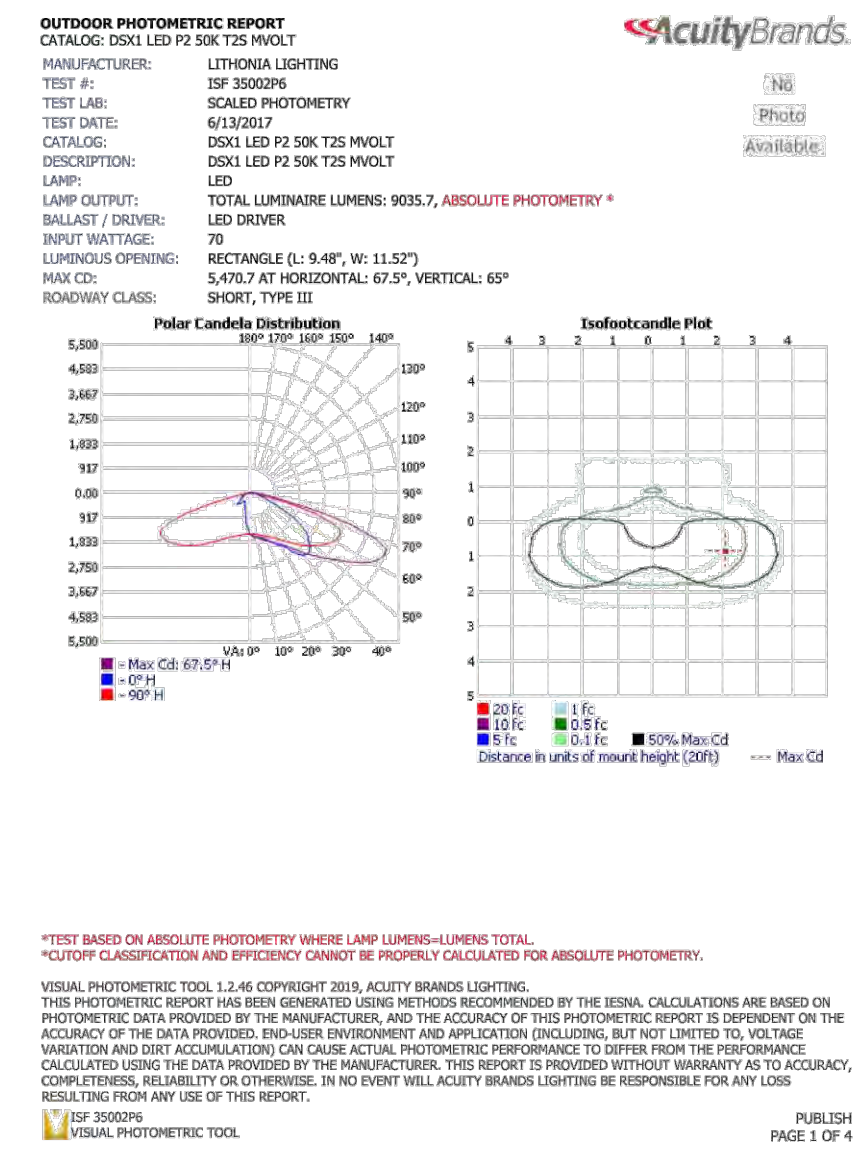 OUTDOOR PHOTOMETRIC REPORT
CATALOG: DSX1 LED P2 50K T2S MVOLT
AcuityBrands.
MANUFACTURER: LITHONIA LIGHTING
TEST #: ISF 35002P6
TEST LAB: SCALED PHOTOMETRY
TEST DATE: 6/13/2017
CATALOG: DSX1 LED P2 50K T2S MVOLT
DESCRIPTION: DSX1 LED P2 50K T2S MVOLT
LAMP: LED
LAMP OUTPUT: TOTAL LUMINAIRE LUMENS: 9035.7, ABSOLUTE PHOTOMETRY *
BALLAST / DRIVER: LED DRIVER
INPUT WATTAGE: 70
LUMINOUS OPENING: RECTANGLE (L: 9.48", W: 11.52")
MAX CD: 5,470.7 AT HORIZONTAL: 67.5°, VERTICAL: 65°
ROADWAY CLASS: SHORT, TYPE III
No
Photo
Available
Polar Candela Distribution
180° 170° 160° 150° 140°
5,500
4,583
3,667
2,750
1,833
917
0.00
917
1,833
2,750
3,667
4,583
5,500
130°
120°
110°
100°
90°
80°
70°
60°
50°
VA: 0° 10° 20° 30° 40°
- Max Cd: 67.5° H
- 0° H
- 90° H
Isofootcandle Plot
4 3 2 1 0 1 2 3 4
5
4
3
2
1
0
1
2
3
4
5
20 fc 1 fc
10 fc 0.5 fc
5 fc 0.1 fc 50% Max Cd
Distance in units of mount height (20ft) --- Max Cd
*TEST BASED ON ABSOLUTE PHOTOMETRY WHERE LAMP LUMENS=LUMENS TOTAL.
*CUTOFF CLASSIFICATION AND EFFICIENCY CANNOT BE PROPERLY CALCULATED FOR ABSOLUTE PHOTOMETRY.
VISUAL PHOTOMETRIC TOOL 1.2.46 COPYRIGHT 2019, ACUITY BRANDS LIGHTING.
THIS PHOTOMETRIC REPORT HAS BEEN GENERATED USING METHODS RECOMMENDED BY THE IESNA. CALCULATIONS ARE BASED ON
PHOTOMETRIC DATA PROVIDED BY THE MANUFACTURER, AND THE ACCURACY OF THIS PHOTOMETRIC REPORT IS DEPENDENT ON THE
ACCURACY OF THE DATA PROVIDED. END-USER ENVIRONMENT AND APPLICATION (INCLUDING, BUT NOT LIMITED TO, VOLTAGE
VARIATION AND DIRT ACCUMULATION) CAN CAUSE ACTUAL PHOTOMETRIC PERFORMANCE TO DIFFER FROM THE PERFORMANCE
CALCULATED USING THE DATA PROVIDED BY THE MANUFACTURER. THIS REPORT IS PROVIDED WITHOUT WARRANTY AS TO ACCURACY,
COMPLETENESS, RELIABILITY OR OTHERWISE. IN NO EVENT WILL ACUITY BRANDS LIGHTING BE RESPONSIBLE FOR ANY LOSS
RESULTING FROM ANY USE OF THIS REPORT.
ISF 35002P6
VISUAL PHOTOMETRIC TOOL
PUBLISH
PAGE 1 OF 4